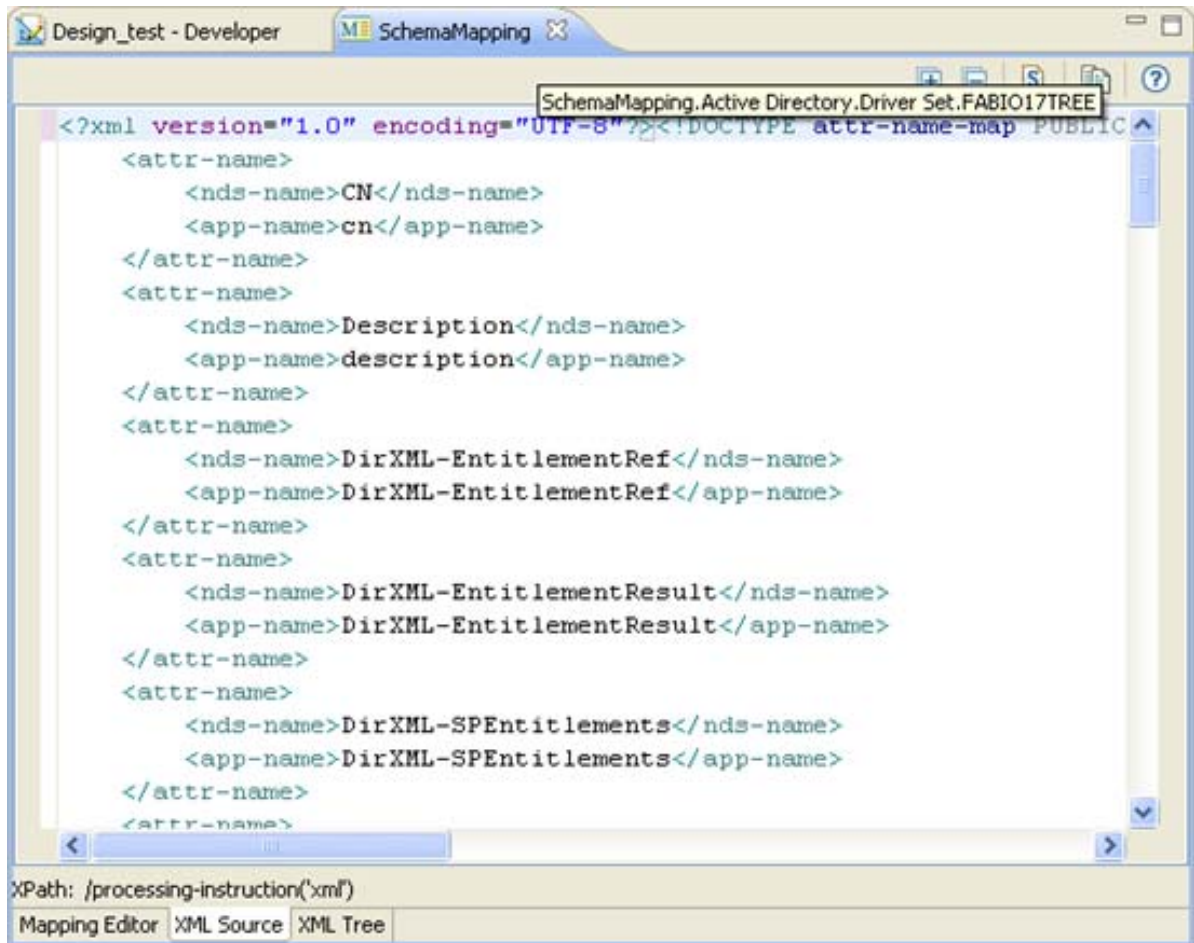 Design_test - Developer
SchemaMapping
SchemaMapping.Active Directory.Driver Set.FABIO17TREE
<?xml version="1.0" encoding="UTF-8"?><!DOCTYPE attr-name-map PUBLIC
<attr-name>
<nds-name>CN</nds-name>
<app-name>cn</app-name>
</attr-name>
<attr-name>
<nds-name>Description</nds-name>
<app-name>description</app-name>
</attr-name>
<attr-name>
<nds-name>DirXML-EntitlementRef</nds-name>
<app-name>DirXML-EntitlementRef</app-name>
</attr-name>
<attr-name>
<nds-name>DirXML-EntitlementResult</nds-name>
<app-name>DirXML-EntitlementResult</app-name>
</attr-name>
<attr-name>
<nds-name>DirXML-SPEntitlements</nds-name>
<app-name>DirXML-SPEntitlements</app-name>
</attr-name>
<attr-name>
XPath: /processing-instruction('xml')
Mapping Editor XML Source XML Tree